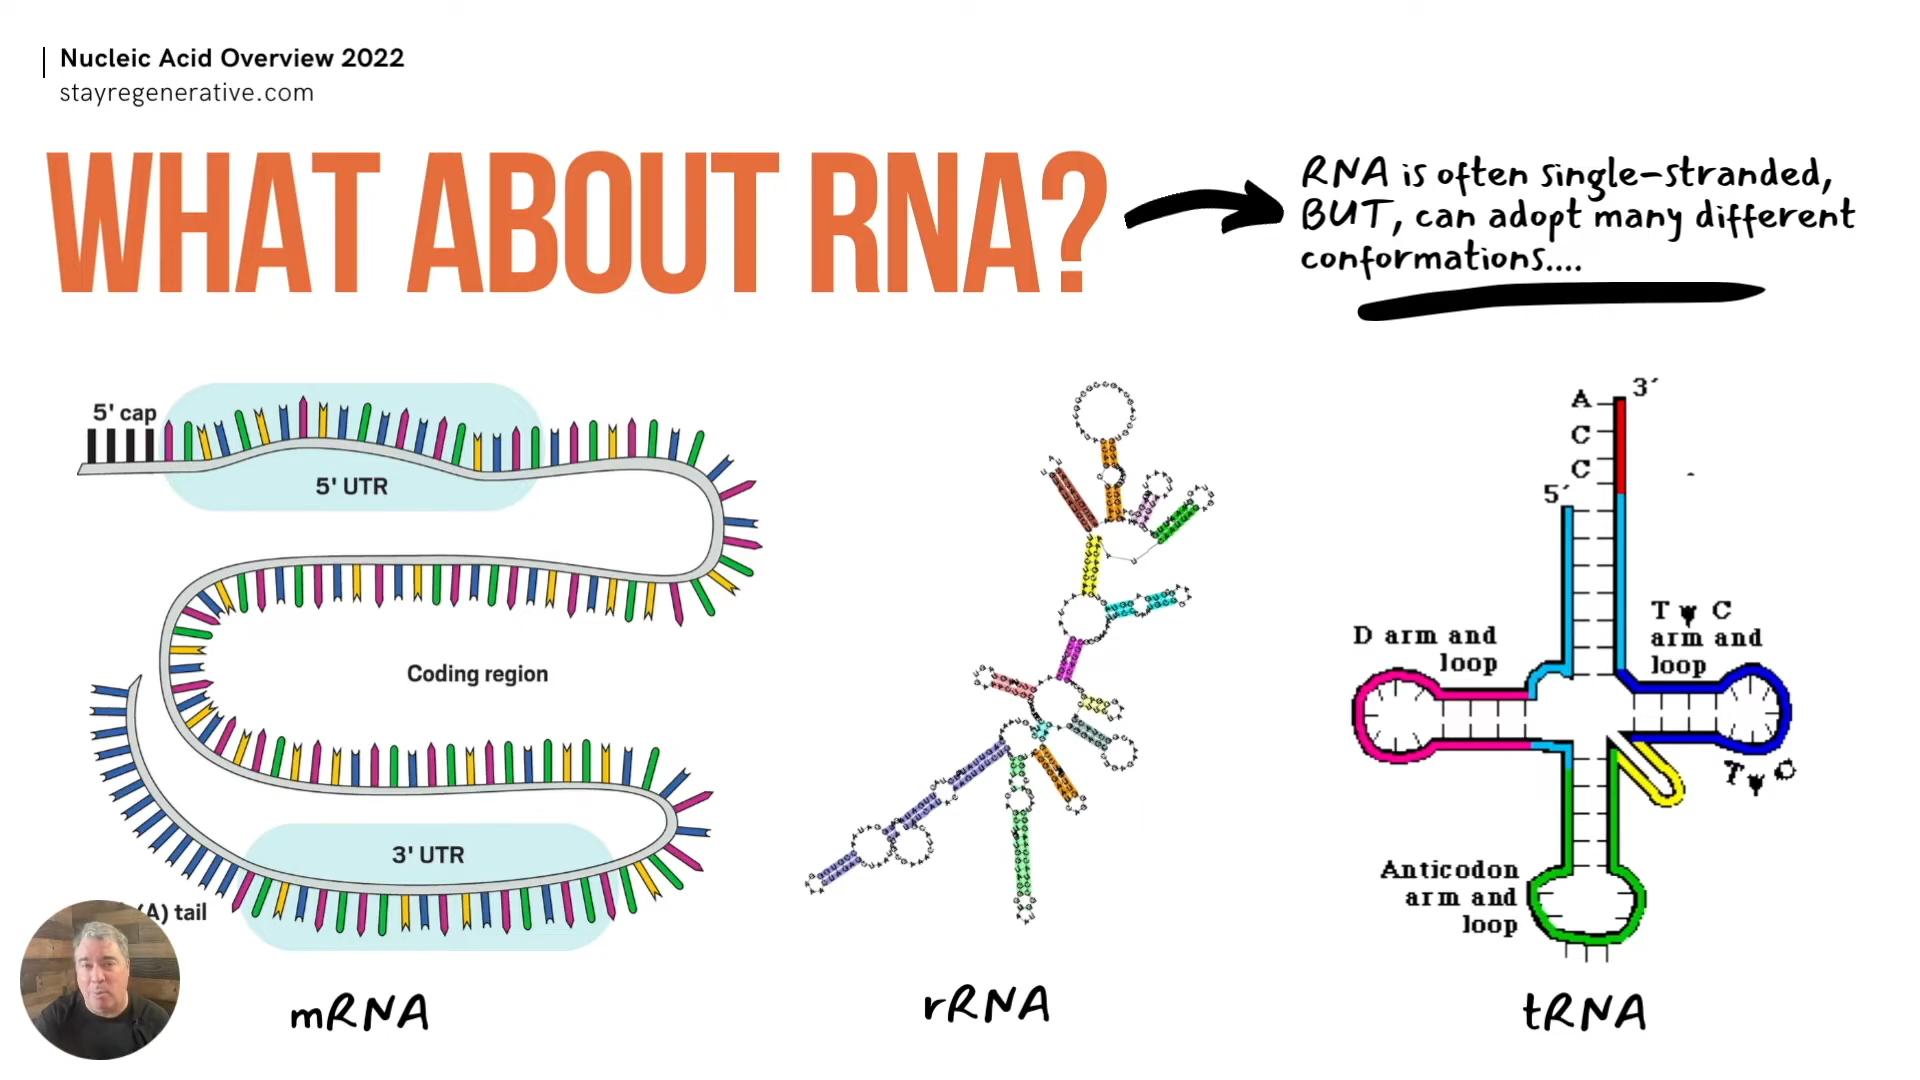 Nucleic Acid Overview 2022
stayregenerative.com
WHAT ABOUT RNA?
RNA is often single-stranded,
BUT, can adopt many different
conformations....
5' cap
5' UTR
Coding region
3' UTR
(A) tail
mRNA
rRNA
3´
A
C
C
5´
D arm and
loop
T Ψ C
arm and
loop
T Ψ C
Anticodon
arm and
loop
tRNA